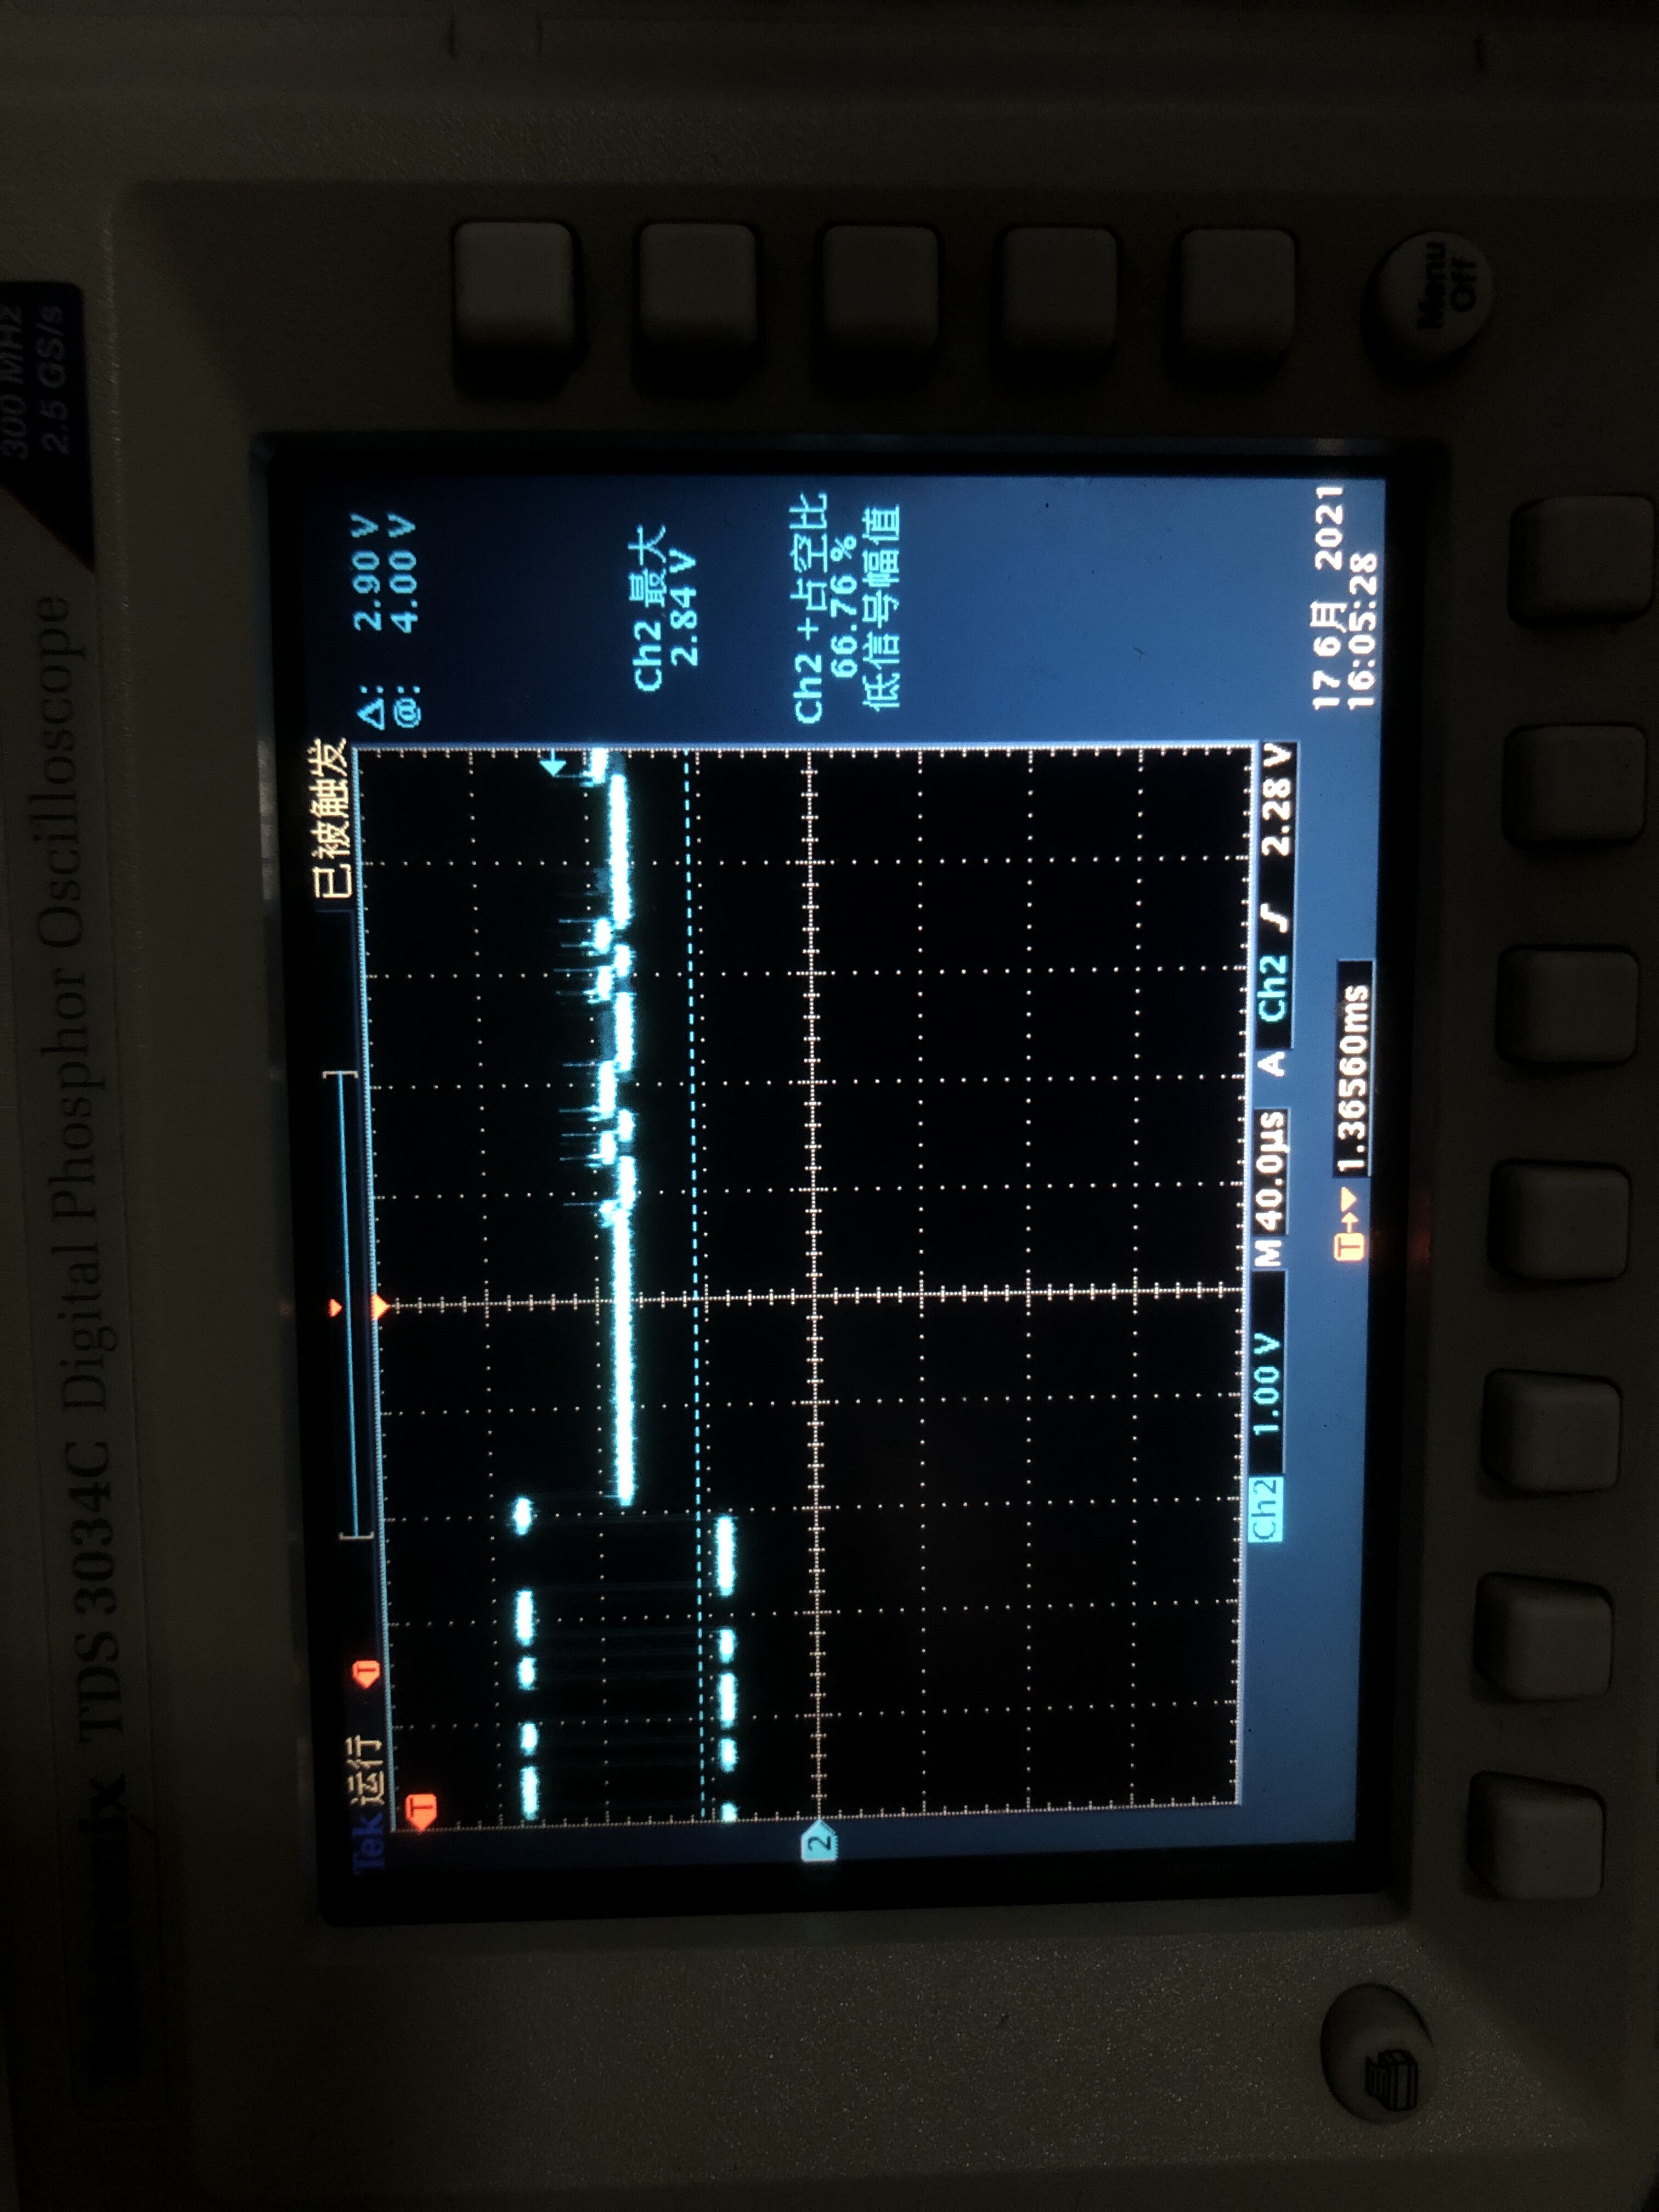 Tektronix TDS 3034C Digital Phosphor Oscilloscope
300 MHz
2.5 GS/s
Tek 运行
T
已被触发
T
Δ: 2.90 V
@: 4.00 V
Ch2 最大
2.84 V
2
Ch2 + 占空比
66.76 %
低信号幅值
Ch2 1.00 V M 40.0µs A Ch2 2.28 V
T 1.36560ms
17 6月 2021
16:05:28
Menu
Off